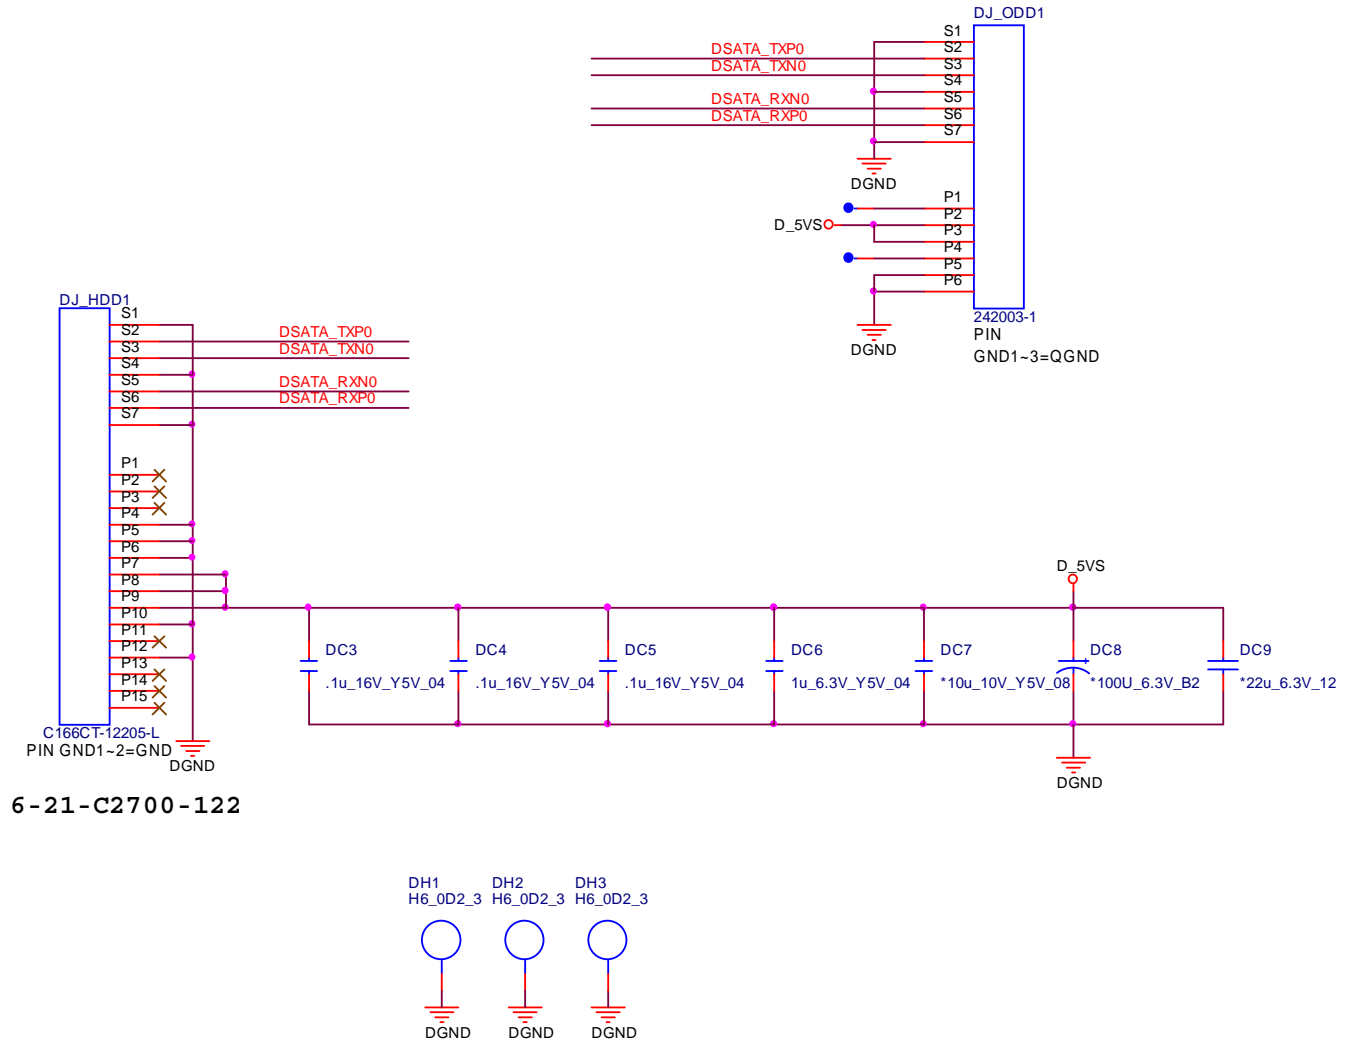 DJ_ODD1
S1
S2
S3
S4
S5
S6
S7
DSATA_TXP0
DSATA_TXN0
DSATA_RXN0
DSATA_RXP0
DGND
P1
P2
P3
P4
P5
P6
D_5VS
DGND
242003-1
PIN
GND1~3=QGND
DJ_HDD1
S1
S2
S3
S4
S5
S6
S7
DSATA_TXP0
DSATA_TXN0
DSATA_RXN0
DSATA_RXP0
P1
P2
P3
P4
P5
P6
P7
P8
P9
P10
P11
P12
P13
P14
P15
C166CT-12205-L
PIN GND1~2=GND
DGND
6-21-C2700-122
D_5VS
DC3
.1u_16V_Y5V_04
DC4
.1u_16V_Y5V_04
DC5
.1u_16V_Y5V_04
DC6
1u_6.3V_Y5V_04
DC7
*10u_10V_Y5V_08
DC8
+
*100U_6.3V_B2
DC9
*22u_6.3V_12
DGND
DH1
H6_0D2_3
DH2
H6_0D2_3
DH3
H6_0D2_3
DGND
DGND
DGND